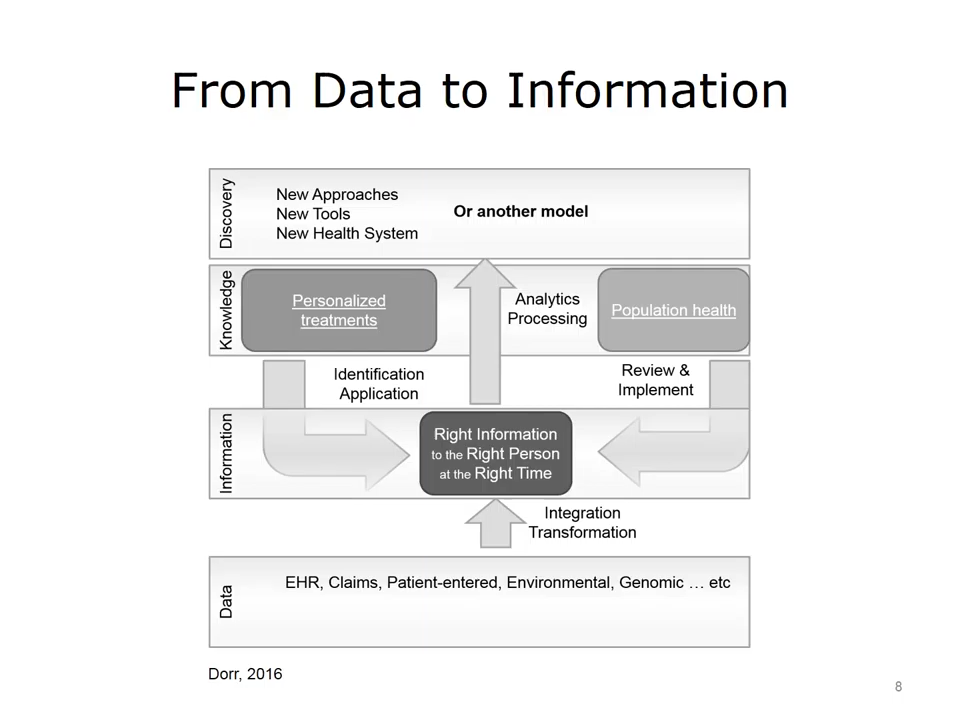 From Data to Information
Discovery
New Approaches
New Tools
New Health System
Or another model
Knowledge
Personalized
treatments
Analytics
Processing
Population health
Identification
Application
Review &
Implement
Information
Right Information
to the Right Person
at the Right Time
Integration
Transformation
Data
EHR, Claims, Patient-entered, Environmental, Genomic … etc
Dorr, 2016
8